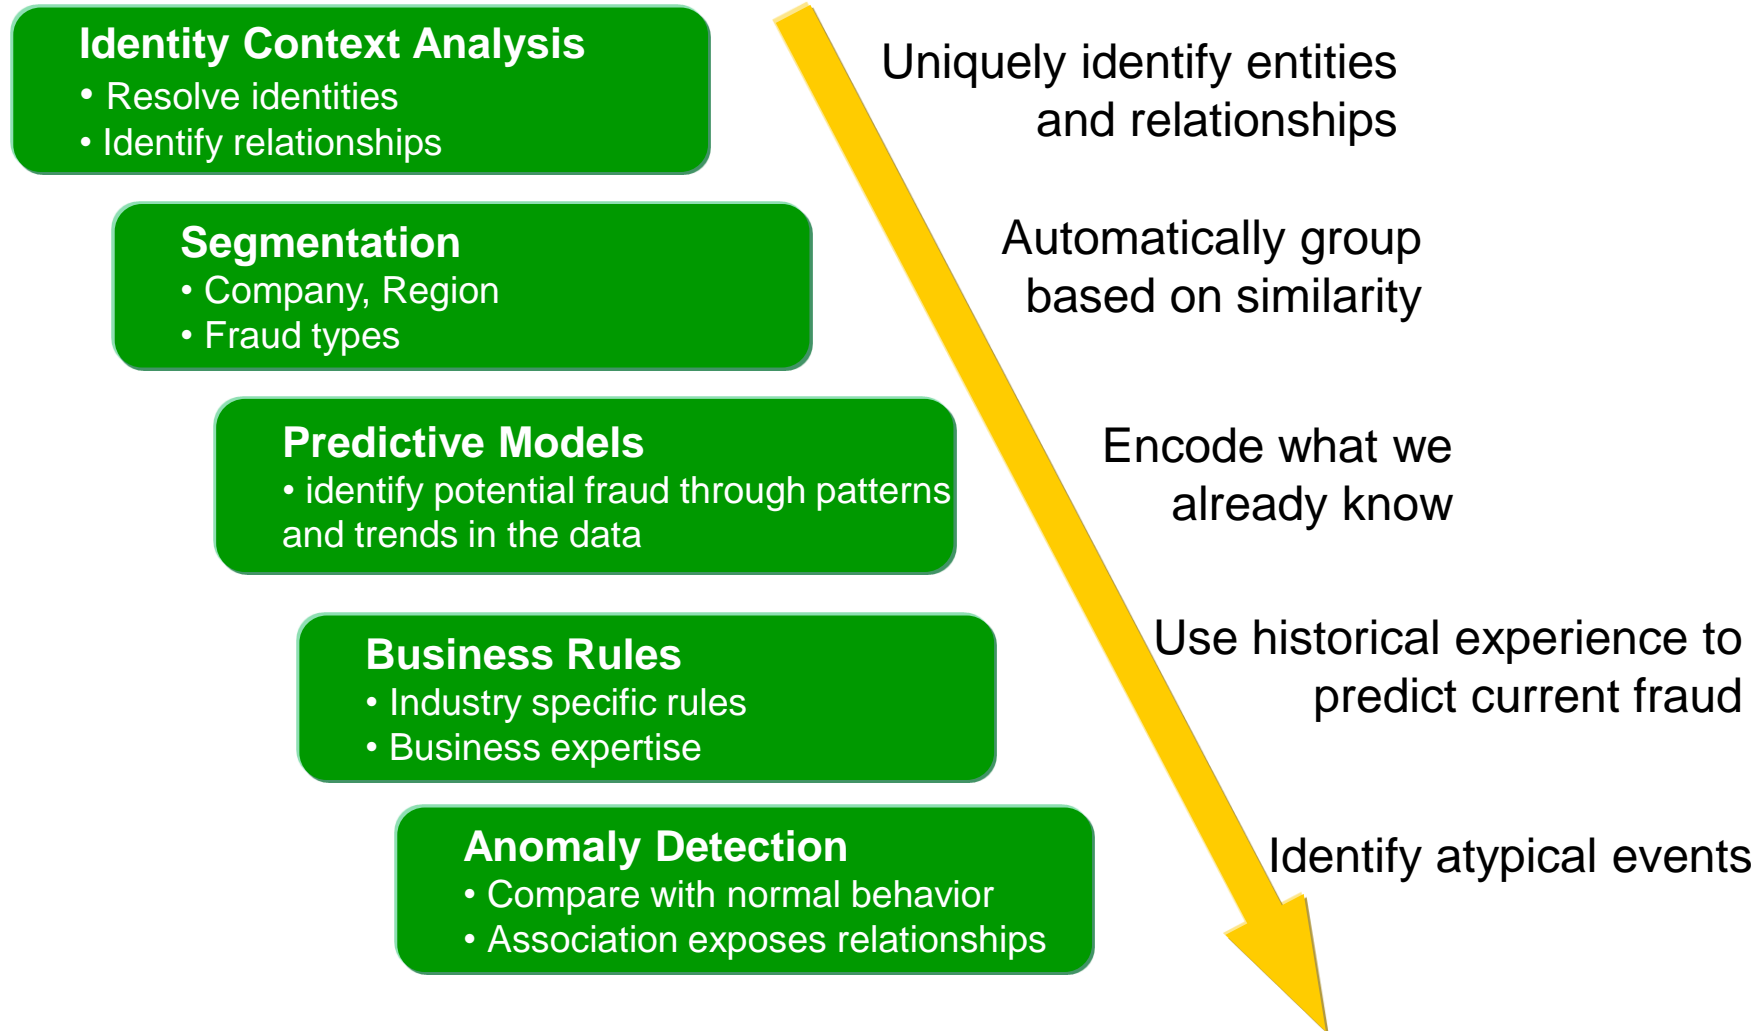 Identity Context Analysis
• Resolve identities
• Identify relationships
Uniquely identify entities
and relationships
Segmentation
• Company, Region
• Fraud types
Automatically group
based on similarity
Predictive Models
• identify potential fraud through patterns
and trends in the data
Encode what we
already know
Business Rules
• Industry specific rules
• Business expertise
Use historical experience to
predict current fraud
Anomaly Detection
• Compare with normal behavior
• Association exposes relationships
Identify atypical events